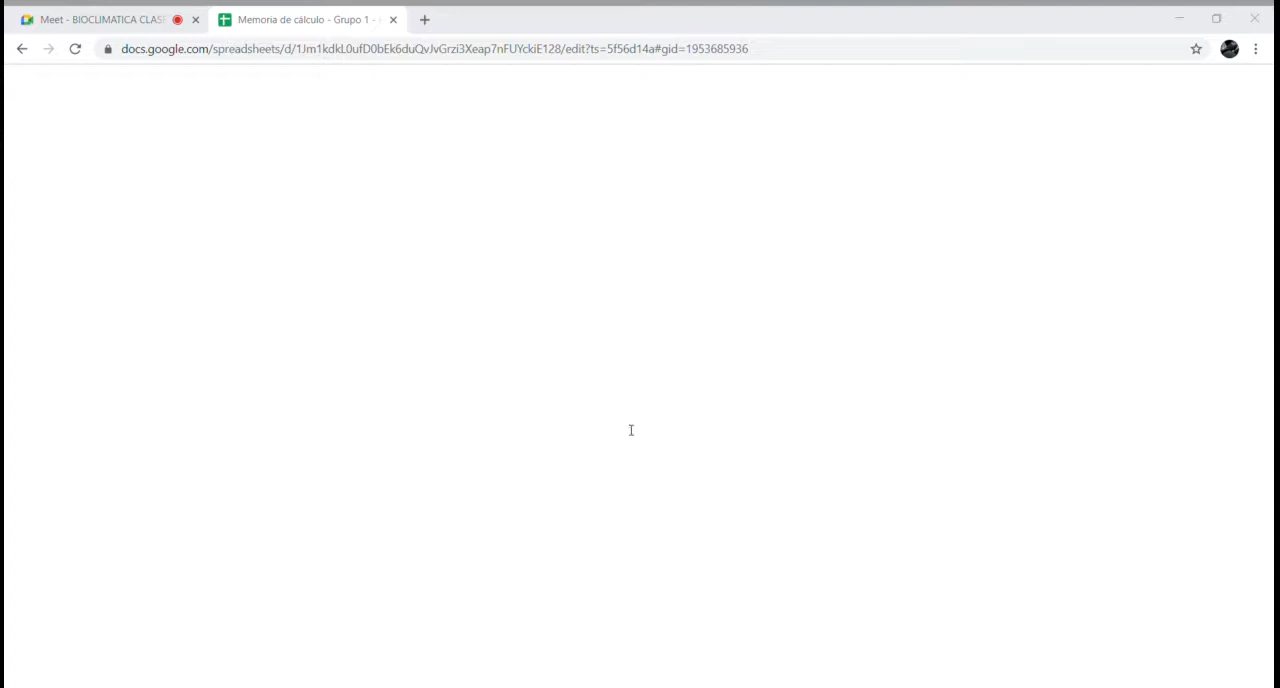 Meet - BIOCLIMATICA CLAS
Memoria de cálculo - Grupo 1 -
docs.google.com/spreadsheets/d/1Jm1kdkL0ufD0bEk6duQvJvGrzi3Xeap7nFUYckiE128/edit?ts=5f56d14a#gid=1953685936